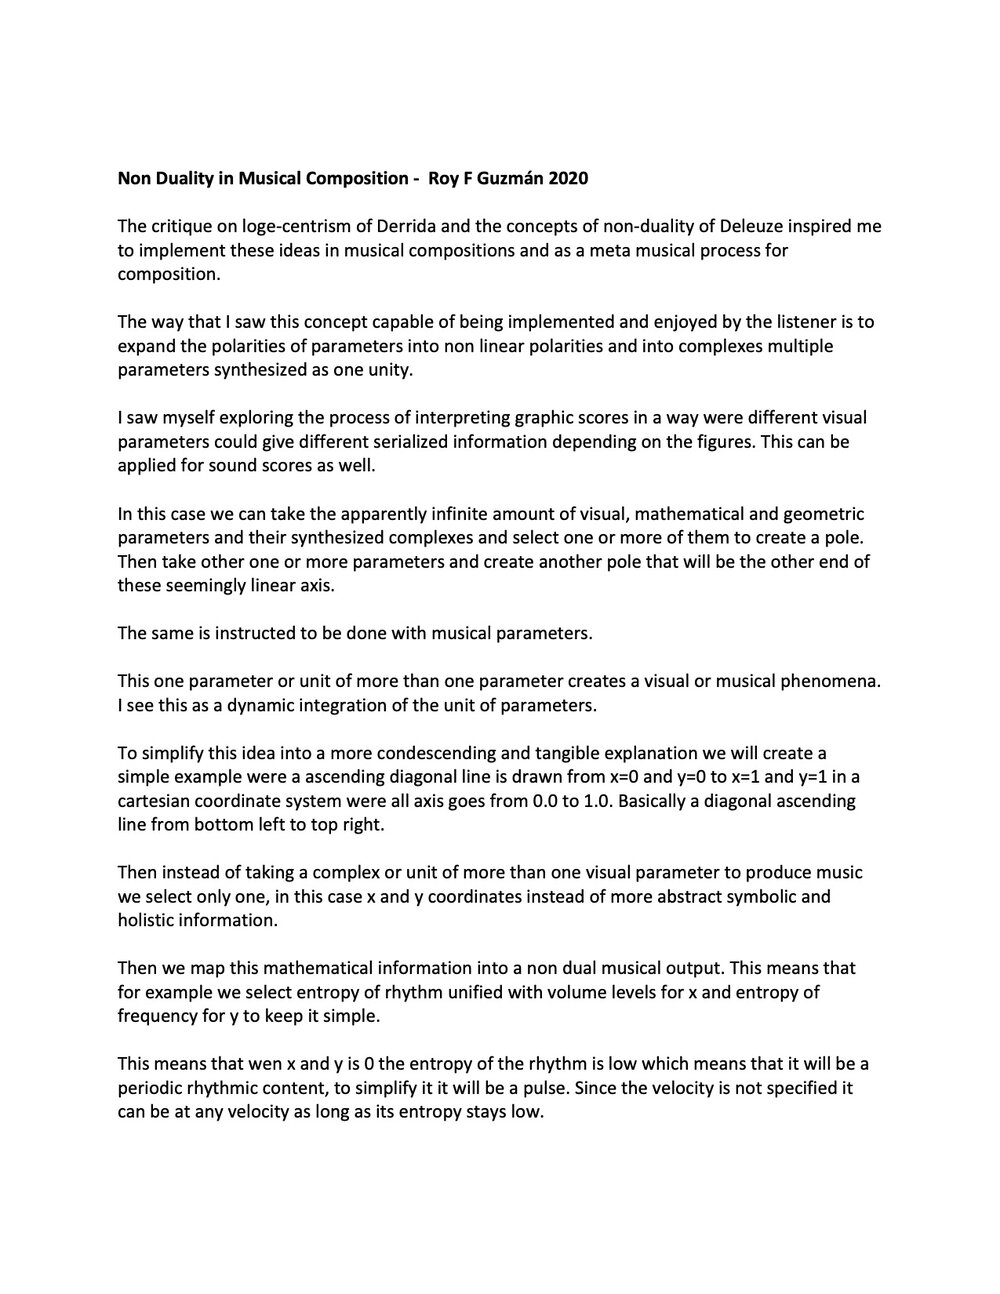 Non Duality in Musical Composition -  Roy F Guzmán 2020
The critique on loge-centrism of Derrida and the concepts of non-duality of Deleuze inspired me
to implement these ideas in musical compositions and as a meta musical process for
composition.
The way that I saw this concept capable of being implemented and enjoyed by the listener is to
expand the polarities of parameters into non linear polarities and into complexes multiple
parameters synthesized as one unity.
I saw myself exploring the process of interpreting graphic scores in a way were different visual
parameters could give different serialized information depending on the figures. This can be
applied for sound scores as well.
In this case we can take the apparently infinite amount of visual, mathematical and geometric
parameters and their synthesized complexes and select one or more of them to create a pole.
Then take other one or more parameters and create another pole that will be the other end of
these seemingly linear axis.
The same is instructed to be done with musical parameters.
This one parameter or unit of more than one parameter creates a visual or musical phenomena.
I see this as a dynamic integration of the unit of parameters.
To simplify this idea into a more condescending and tangible explanation we will create a
simple example were a ascending diagonal line is drawn from x=0 and y=0 to x=1 and y=1 in a
cartesian coordinate system were all axis goes from 0.0 to 1.0. Basically a diagonal ascending
line from bottom left to top right.
Then instead of taking a complex or unit of more than one visual parameter to produce music
we select only one, in this case x and y coordinates instead of more abstract symbolic and
holistic information.
Then we map this mathematical information into a non dual musical output. This means that
for example we select entropy of rhythm unified with volume levels for x and entropy of
frequency for y to keep it simple.
This means that wen x and y is 0 the entropy of the rhythm is low which means that it will be a
periodic rhythmic content, to simplify it it will be a pulse. Since the velocity is not specified it
can be at any velocity as long as its entropy stays low.